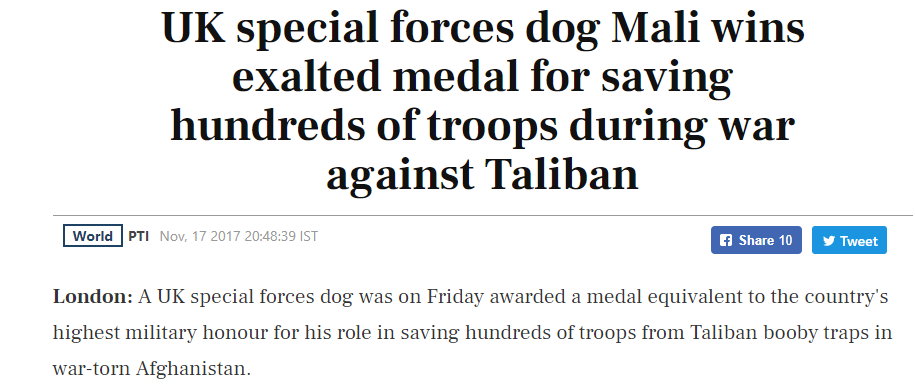 UK special forces dog Mali wins
exalted medal for saving
hundreds of troops during war
against Taliban
World PTI Nov, 17 2017 20:48:39 IST
Share 10 Tweet
London: A UK special forces dog was on Friday awarded a medal equivalent to the country's
highest military honour for his role in saving hundreds of troops from Taliban booby traps in
war-torn Afghanistan.